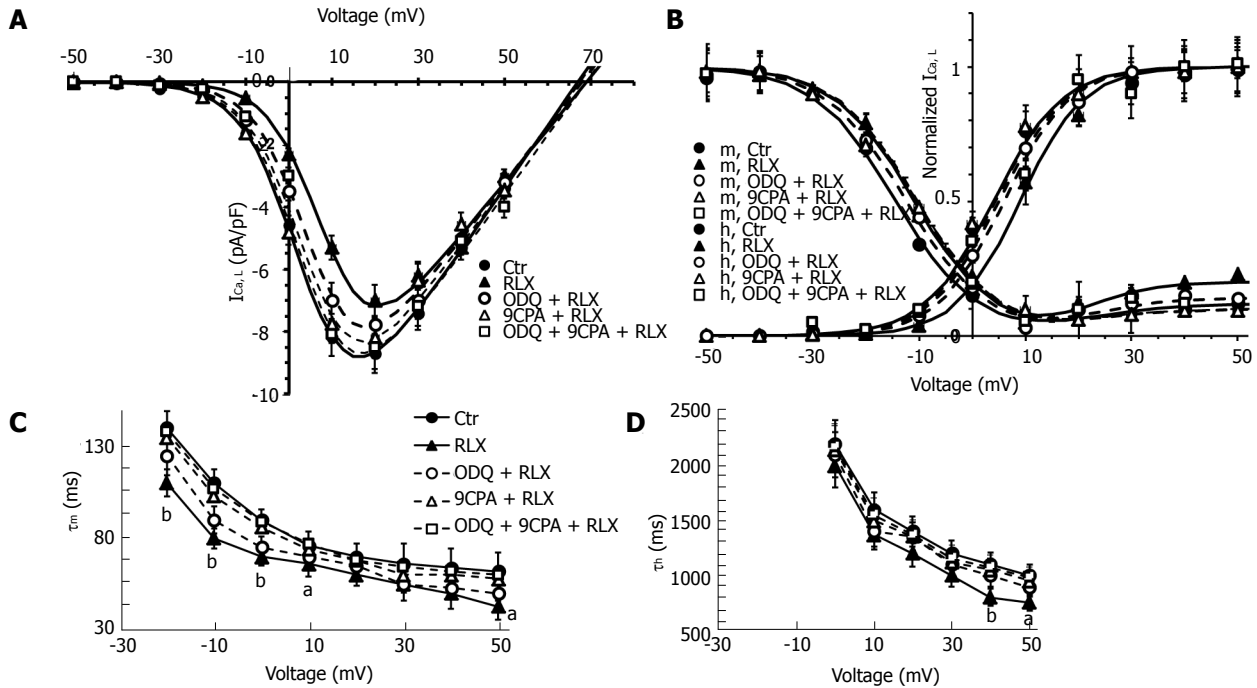 A
Voltage (mV)
-50 -30 -10 10 30 50 70
0.0
-2
-4
-6
-8
-10
I Ca, L (pA/pF)
Ctr
RLX
ODQ + RLX
9CPA + RLX
ODQ + 9CPA + RLX
B
Normalized I Ca, L
1
0.5
0
m, Ctr
m, RLX
m, ODQ + RLX
m, 9CPA + RLX
m, ODQ + 9CPA + RLX
h, Ctr
h, RLX
h, ODQ + RLX
h, 9CPA + RLX
h, ODQ + 9CPA + RLX
-50 -30 -10 10 30 50
Voltage (mV)
C
τm (ms)
130
80
30
b
b
b
a
a
Ctr
RLX
ODQ + RLX
9CPA + RLX
ODQ + 9CPA + RLX
-30 -10 10 30 50
Voltage (mV)
D
τh (ms)
2500
2000
1500
1000
500
b
a
-30 -10 10 30 50
Voltage (mV)